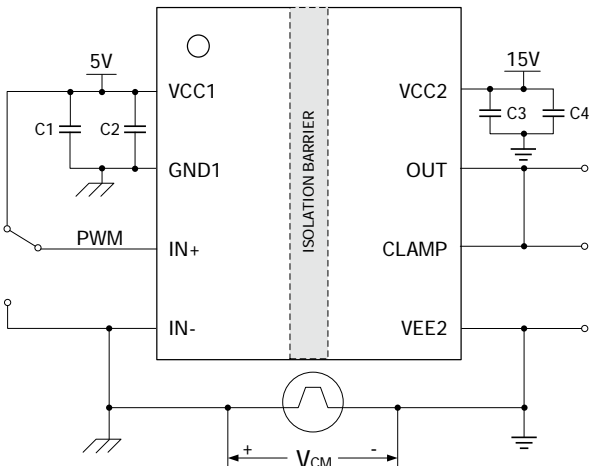 5V
15V
VCC1
VCC2
C1
C2
C3
C4
GND1
OUT
ISOLATION BARRIER
PWM
IN+
CLAMP
IN-
VEE2
+
-
VCM